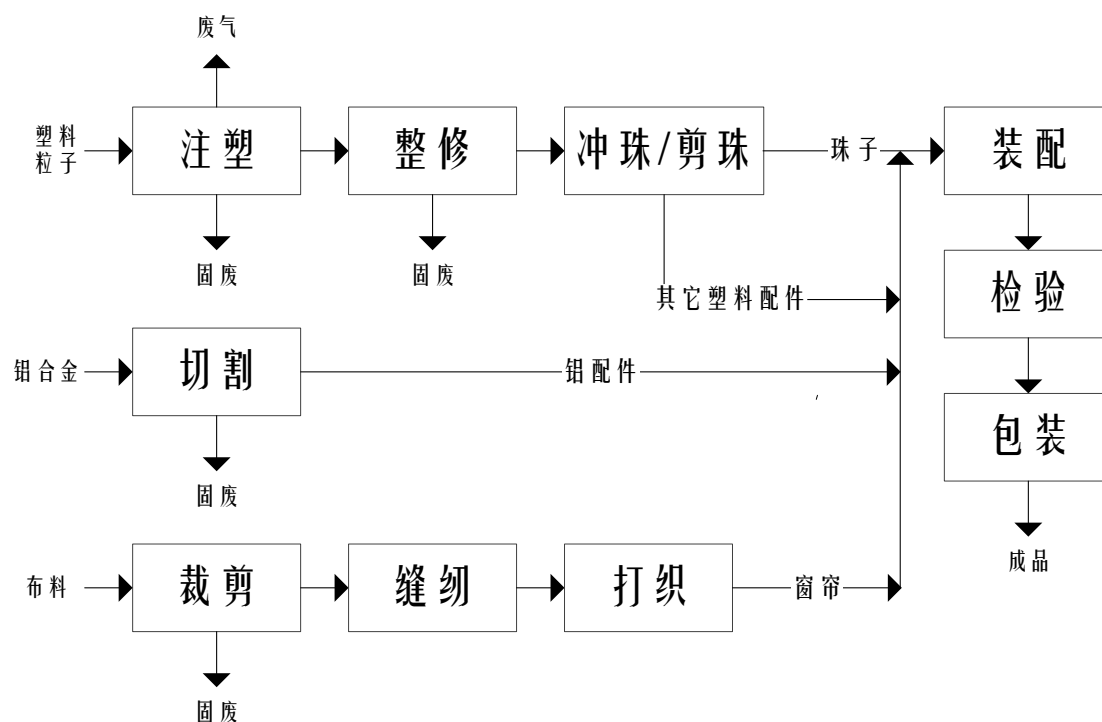 废气
塑料
粒子
注塑
整修
冲珠/剪珠
珠子
装配
固废
固废
其它塑料配件
检验
铝合金
切割
铝配件
包装
固废
布料
裁剪
缝纫
打织
窗帘
成品
固废